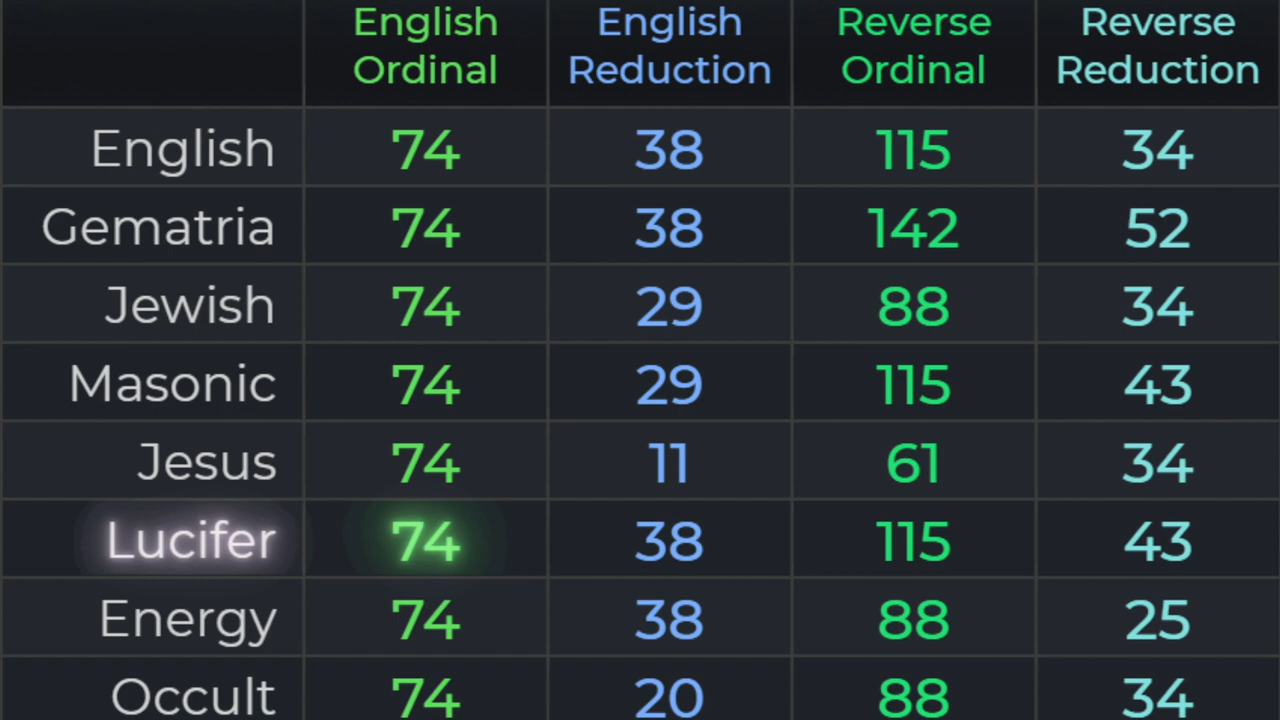 English Ordinal English Reduction Reverse Ordinal Reverse Reduction
English 74 38 115 34
Gematria 74 38 142 52
Jewish 74 29 88 34
Masonic 74 29 115 43
Jesus 74 11 61 34
Lucifer 74 38 115 43
Energy 74 38 88 25
Occult 74 20 88 34